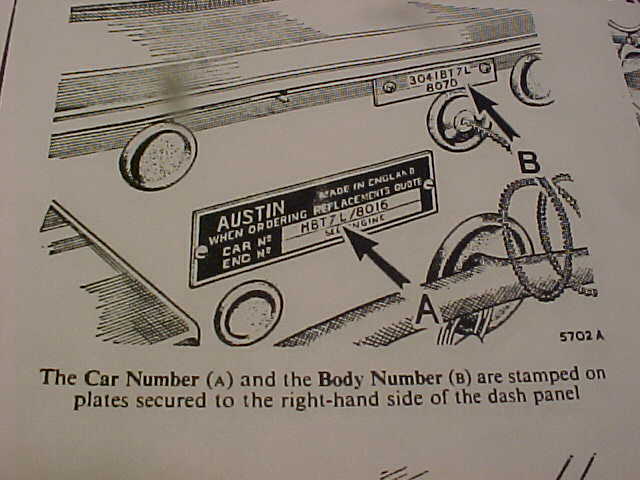 3041BT7L
8070
B
AUSTIN MADE IN ENGLAND
WHEN ORDERING REPLACEMENTS QUOTE
CAR Nº HBT7L/8016
ENG Nº SEE ENGINE
A
5702A
The Car Number (A) and the Body Number (B) are stamped on
plates secured to the right-hand side of the dash panel